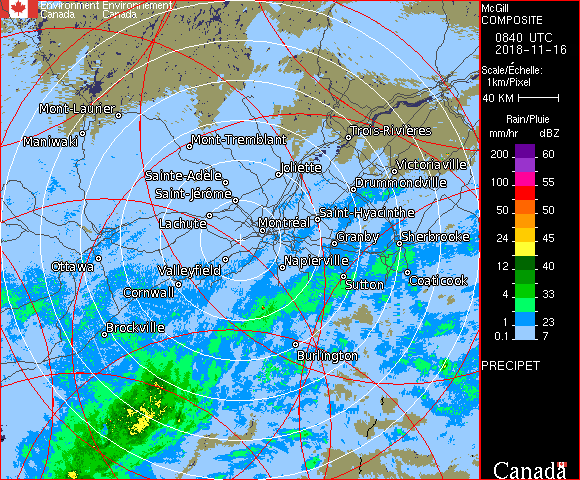 Environment Environnement
Canada Canada
McGill
COMPOSITE
0840 UTC
2018-11-16
Scale/Échelle:
1km/Pixel
40 KM
Rain/Pluie
mm/hr dBZ
200 60
100 55
50 50
24 45
12 40
4 33
1 23
0.1 7
PRECIPET
Canada
Mont-Laurier
Maniwaki
Mont-Tremblant
Trois-Rivières
Sainte-Adèle
Joliette
Victoriaville
Saint-Jérôme
Drummondville
Lachute
Montréal
Saint-Hyacinthe
Granby
Sherbrooke
Ottawa
Valleyfield
Napierville
Cornwall
Sutton
Coaticook
Brockville
Burlington